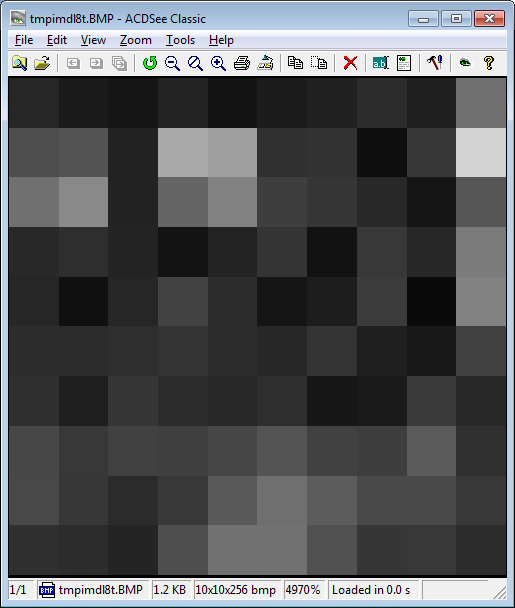 tmpimdl8t.BMP - ACDSee Classic
File Edit View Zoom Tools Help
1/1 BMP tmpimdl8t.BMP 1.2 KB 10x10x256 bmp 4970% Loaded in 0.0 s